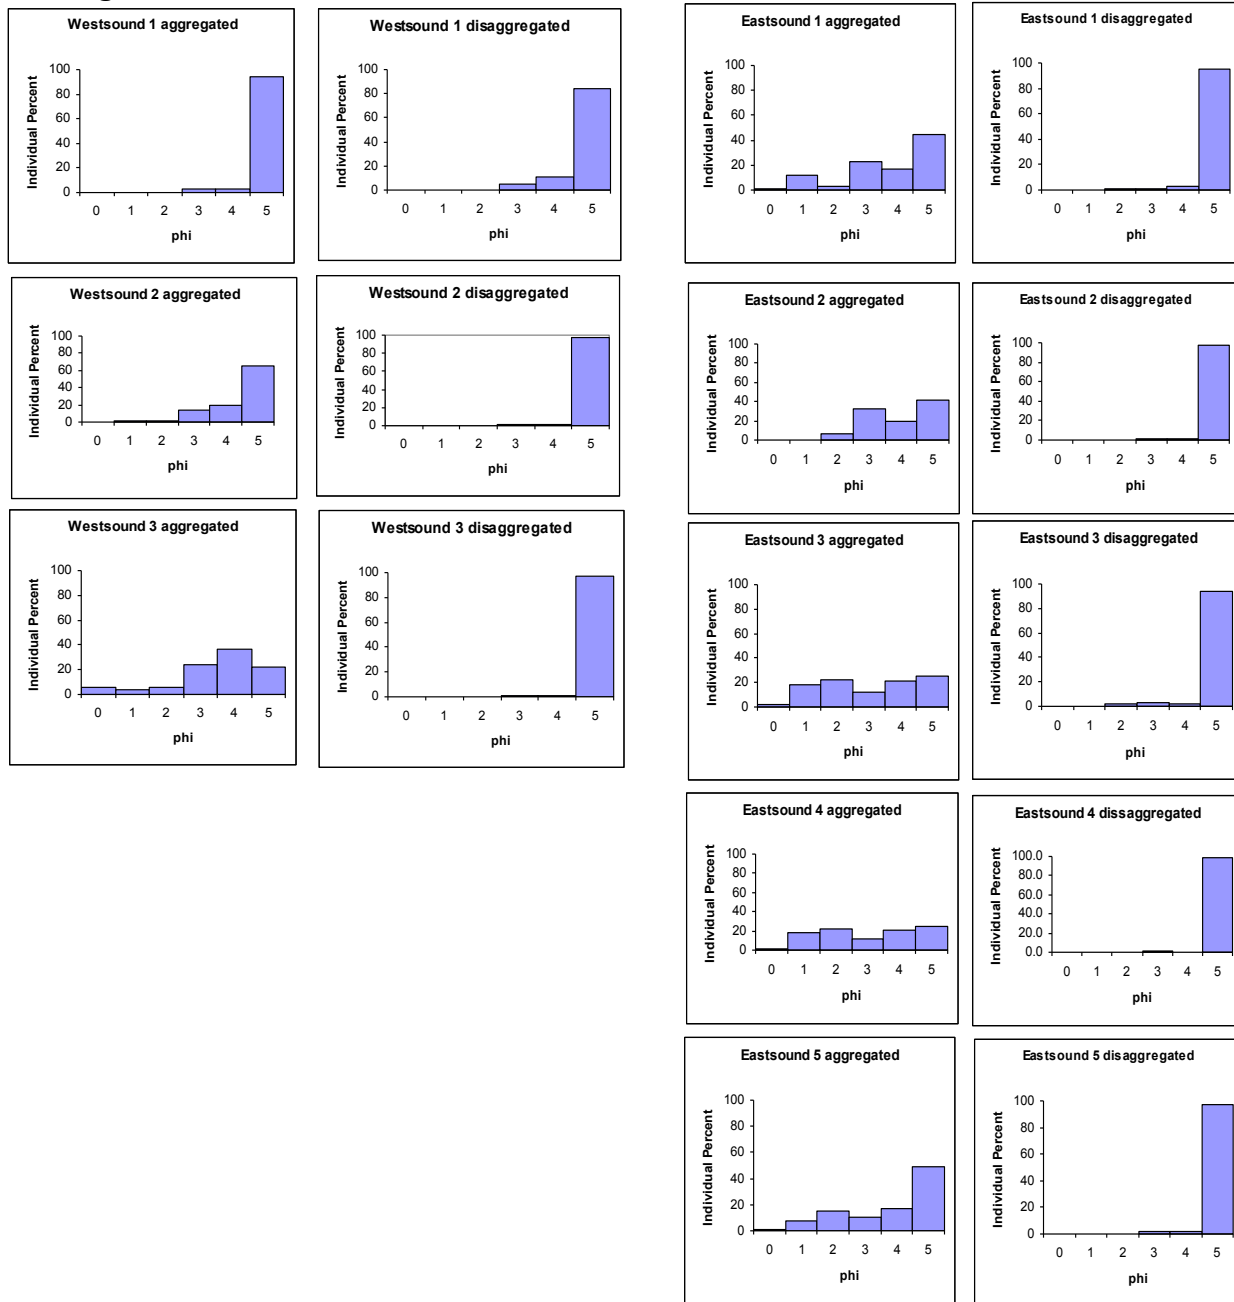 Westsound 1 aggregated
Individual Percent
100
80
60
40
20
0
0 1 2 3 4 5
phi
Westsound 1 disaggregated
Individual Percent
100
80
60
40
20
0
0 1 2 3 4 5
phi
Eastsound 1 aggregated
Individual Percent
100
80
60
40
20
0
0 1 2 3 4 5
phi
Eastsound 1 disaggregated
Individual Percent
100
80
60
40
20
0
0 1 2 3 4 5
phi
Westsound 2 aggregated
Individual Percent
100
80
60
40
20
0
0 1 2 3 4 5
phi
Westsound 2 disaggregated
Individual Percent
100
80
60
40
20
0
0 1 2 3 4 5
phi
Eastsound 2 aggregated
Individual Percent
100
80
60
40
20
0
0 1 2 3 4 5
phi
Eastsound 2 disaggregated
Individual Percent
100
80
60
40
20
0
0 1 2 3 4 5
phi
Westsound 3 aggregated
Individual Percent
100
80
60
40
20
0
0 1 2 3 4 5
phi
Westsound 3 disaggregated
Individual Percent
100
80
60
40
20
0
0 1 2 3 4 5
phi
Eastsound 3 aggregated
Individual Percent
100
80
60
40
20
0
0 1 2 3 4 5
phi
Eastsound 3 disaggregated
Individual Percent
100
80
60
40
20
0
0 1 2 3 4 5
phi
Eastsound 4 aggregated
Individual Percent
100
80
60
40
20
0
0 1 2 3 4 5
phi
Eastsound 4 dissaggregated
Individual Percent
100.0
80.0
60.0
40.0
20.0
0.0
0 1 2 3 4 5
phi
Eastsound 5 aggregated
Individual Percent
100
80
60
40
20
0
0 1 2 3 4 5
phi
Eastsound 5 disaggregated
Individual Percent
100
80
60
40
20
0
0 1 2 3 4 5
phi